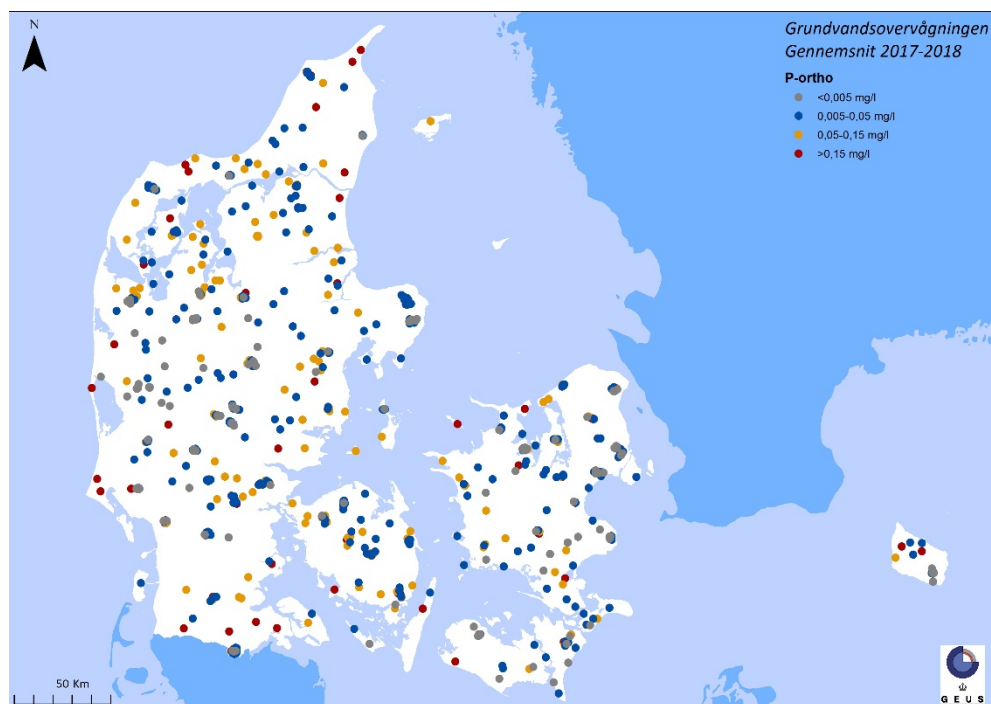 N
Grundvandsovervågningen
Gennemsnit 2017-2018
P-ortho
<0,005 mg/l
0,005-0,05 mg/l
0,05-0,15 mg/l
>0,15 mg/l
50 Km
G E U S